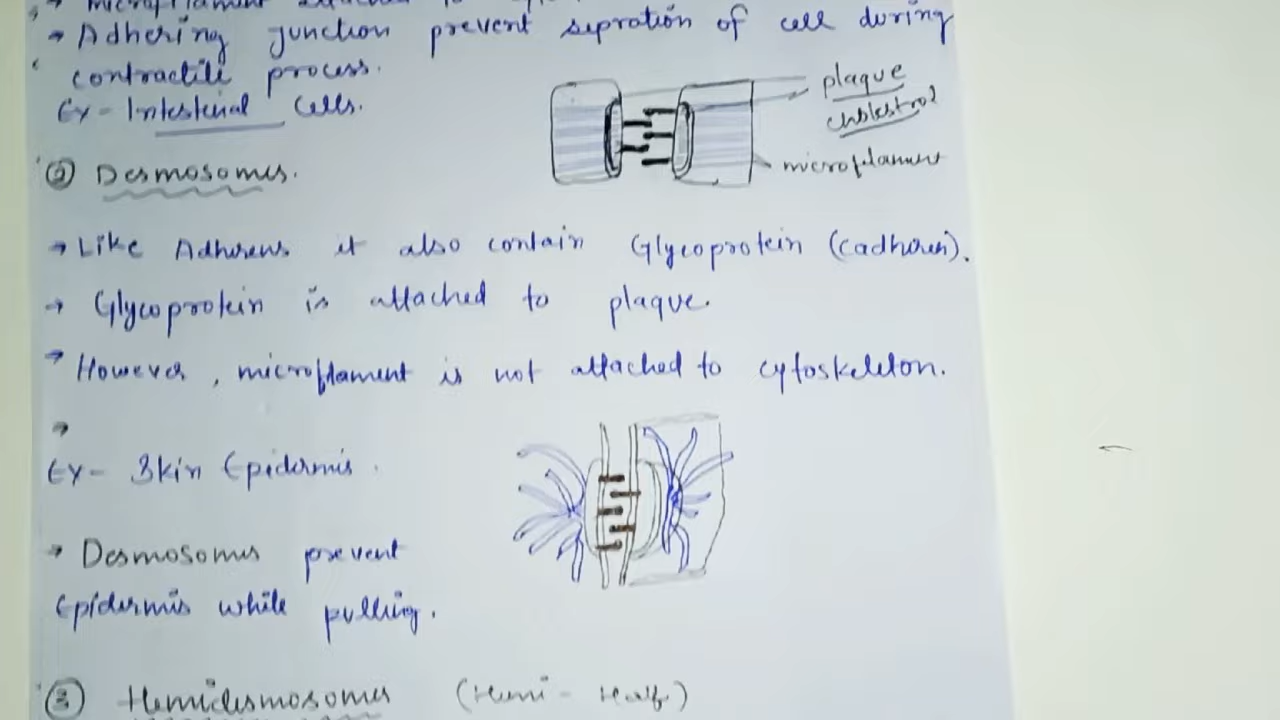 → Adhering junction prevent sepration of cell during
contractile process.
Ex - Intestinal cells.
plaque
cholestrol
microfilament
② Desmosomes.
→ Like Adherens it also contain Glycoprotein (cadheren).
→ Glycoprotein is attached to plaque.
→ However, microfilament is not attached to cytoskeleton.
→
Ex - Skin Epidermis.
→ Desmosomes prevent
Epidermis while pulling.
③ Hemidesmosomes (Hemi - Half)